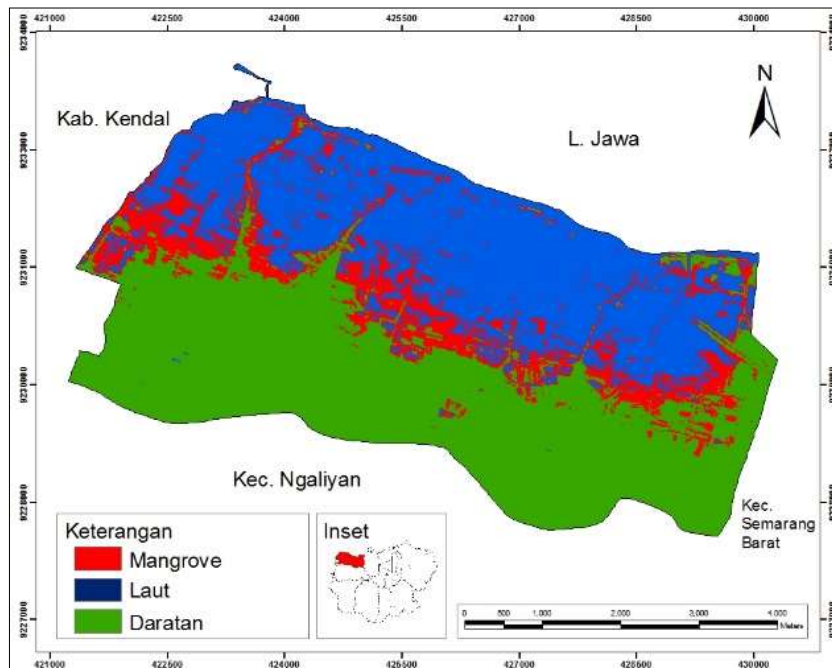 421000 422500 424000 425500 427000 428500 430000
Kab. Kendal
L. Jawa
N
Kec. Ngaliyan
Kec.
Semarang
Barat
Keterangan
Mangrove
Laut
Daratan
Inset
0 500 1,000 2,000 3,000 4,000
Meters
421000 422500 424000 425500 427000 428500 430000